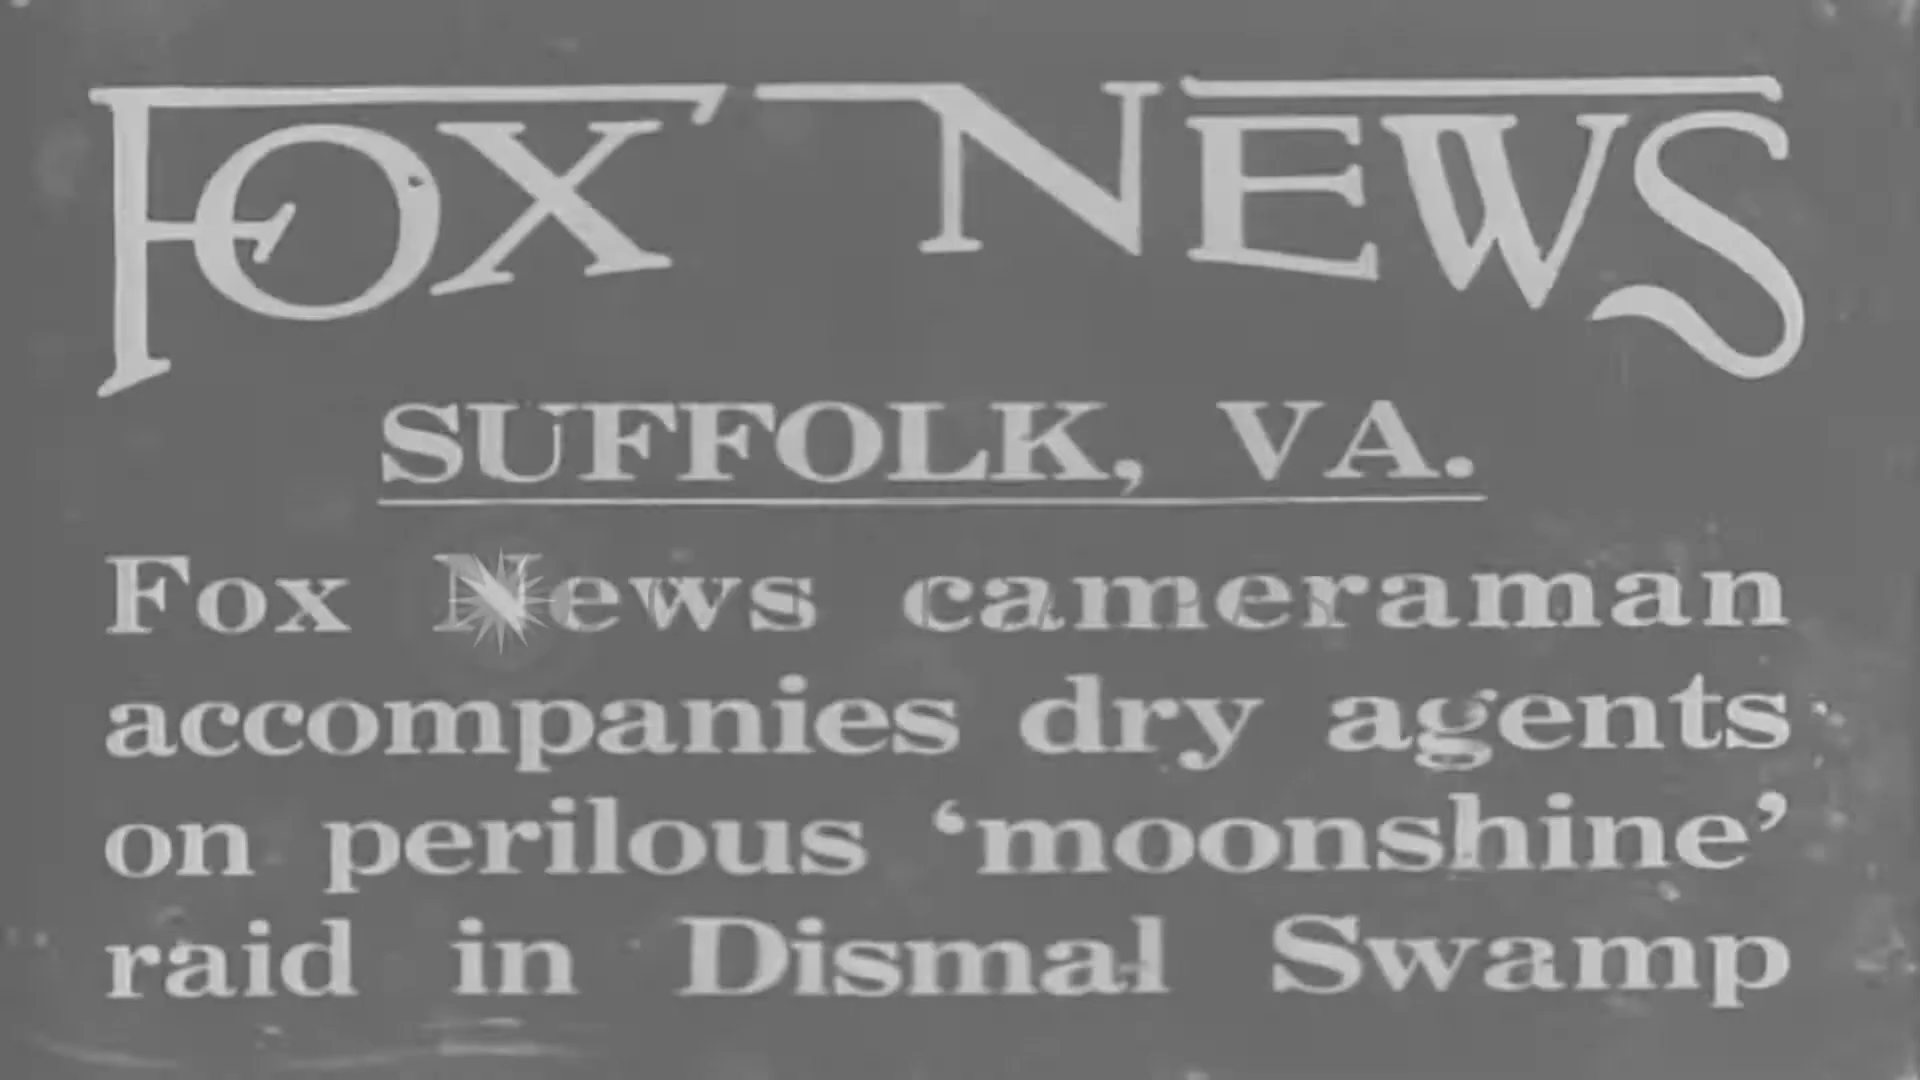 FOX NEWS
SUFFOLK, VA.
Fox News cameraman
accompanies dry agents
on perilous ‘moonshine’
raid in Dismal Swamp